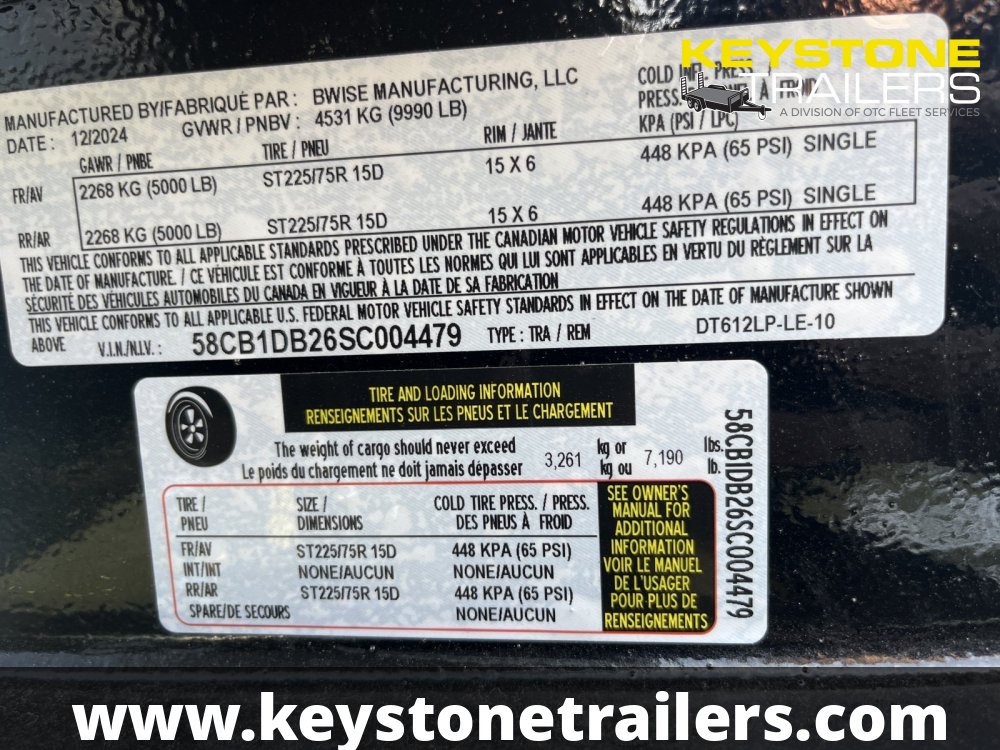 KEYSTONE
TRAILERS
A DIVISION OF OTC FLEET SERVICES
MANUFACTURED BY/FABRIQUÉ PAR : BWISE MANUFACTURING, LLC
DATE : 12/2024 GVWR / PNBV : 4531 KG (9990 LB)
COLD INFL. PRESS.
PRESS. À FROID
KPA (PSI / LPC)
GAWR / PNBE TIRE / PNEU RIM / JANTE
FR/AV 2268 KG (5000 LB) ST225/75R 15D 15 X 6 448 KPA (65 PSI) SINGLE
RR/AR 2268 KG (5000 LB) ST225/75R 15D 15 X 6 448 KPA (65 PSI) SINGLE
THIS VEHICLE CONFORMS TO ALL APPLICABLE STANDARDS PRESCRIBED UNDER THE CANADIAN MOTOR VEHICLE SAFETY REGULATIONS IN EFFECT ON
THE DATE OF MANUFACTURE. / CE VÉHICULE EST CONFORME À TOUTES LES NORMES QUI LUI SONT APPLICABLES EN VERTU DU RÈGLEMENT SUR LA
SÉCURITÉ DES VÉHICULES AUTOMOBILES DU CANADA EN VIGUEUR À LA DATE DE SA FABRICATION
THIS VEHICLE CONFORMS TO ALL APPLICABLE U.S. FEDERAL MOTOR VEHICLE SAFETY STANDARDS IN EFFECT ON THE DATE OF MANUFACTURE SHOWN
ABOVE V.I.N./N.I.V.: 58CB1DB26SC004479 TYPE : TRA / REM DT612LP-LE-10
TIRE AND LOADING INFORMATION
RENSEIGNEMENTS SUR LES PNEUS ET LE CHARGEMENT
The weight of cargo should never exceed kg or lbs.
Le poids du chargement ne doit jamais dépasser 3,261 kg ou 7,190 lb.
TIRE / SIZE / COLD TIRE PRESS. / PRESS.
PNEU DIMENSIONS DES PNEUS À FROID
FR/AV ST225/75R 15D 448 KPA (65 PSI)
INT/INT NONE/AUCUN NONE/AUCUN
RR/AR ST225/75R 15D 448 KPA (65 PSI)
SPARE/DE SECOURS NONE/AUCUN
SEE OWNER'S
MANUAL FOR
ADDITIONAL
INFORMATION
VOIR LE MANUEL
DE L'USAGER
POUR PLUS DE
RENSEIGNEMENTS
58CB1DB26SC004479
www.keystonetrailers.com